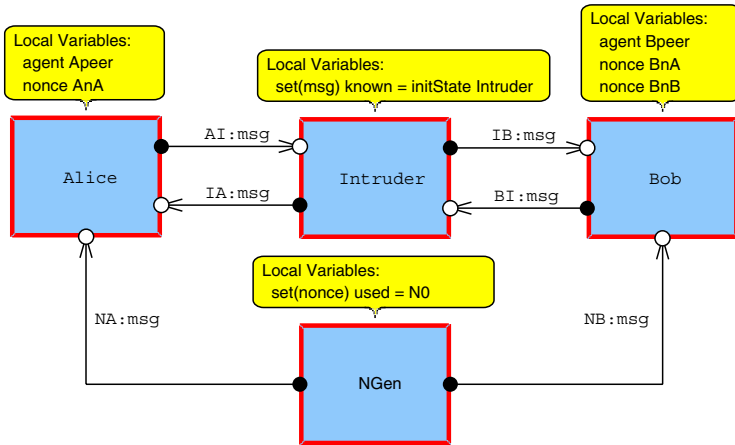 Local Variables:
agent Apeer
nonce AnA
Local Variables:
set(msg) known = initState Intruder
Local Variables:
agent Bpeer
nonce BnA
nonce BnB
AI:msg
IB:msg
Alice
Intruder
Bob
IA:msg
BI:msg
Local Variables:
set(nonce) used = N0
NA:msg
NB:msg
NGen